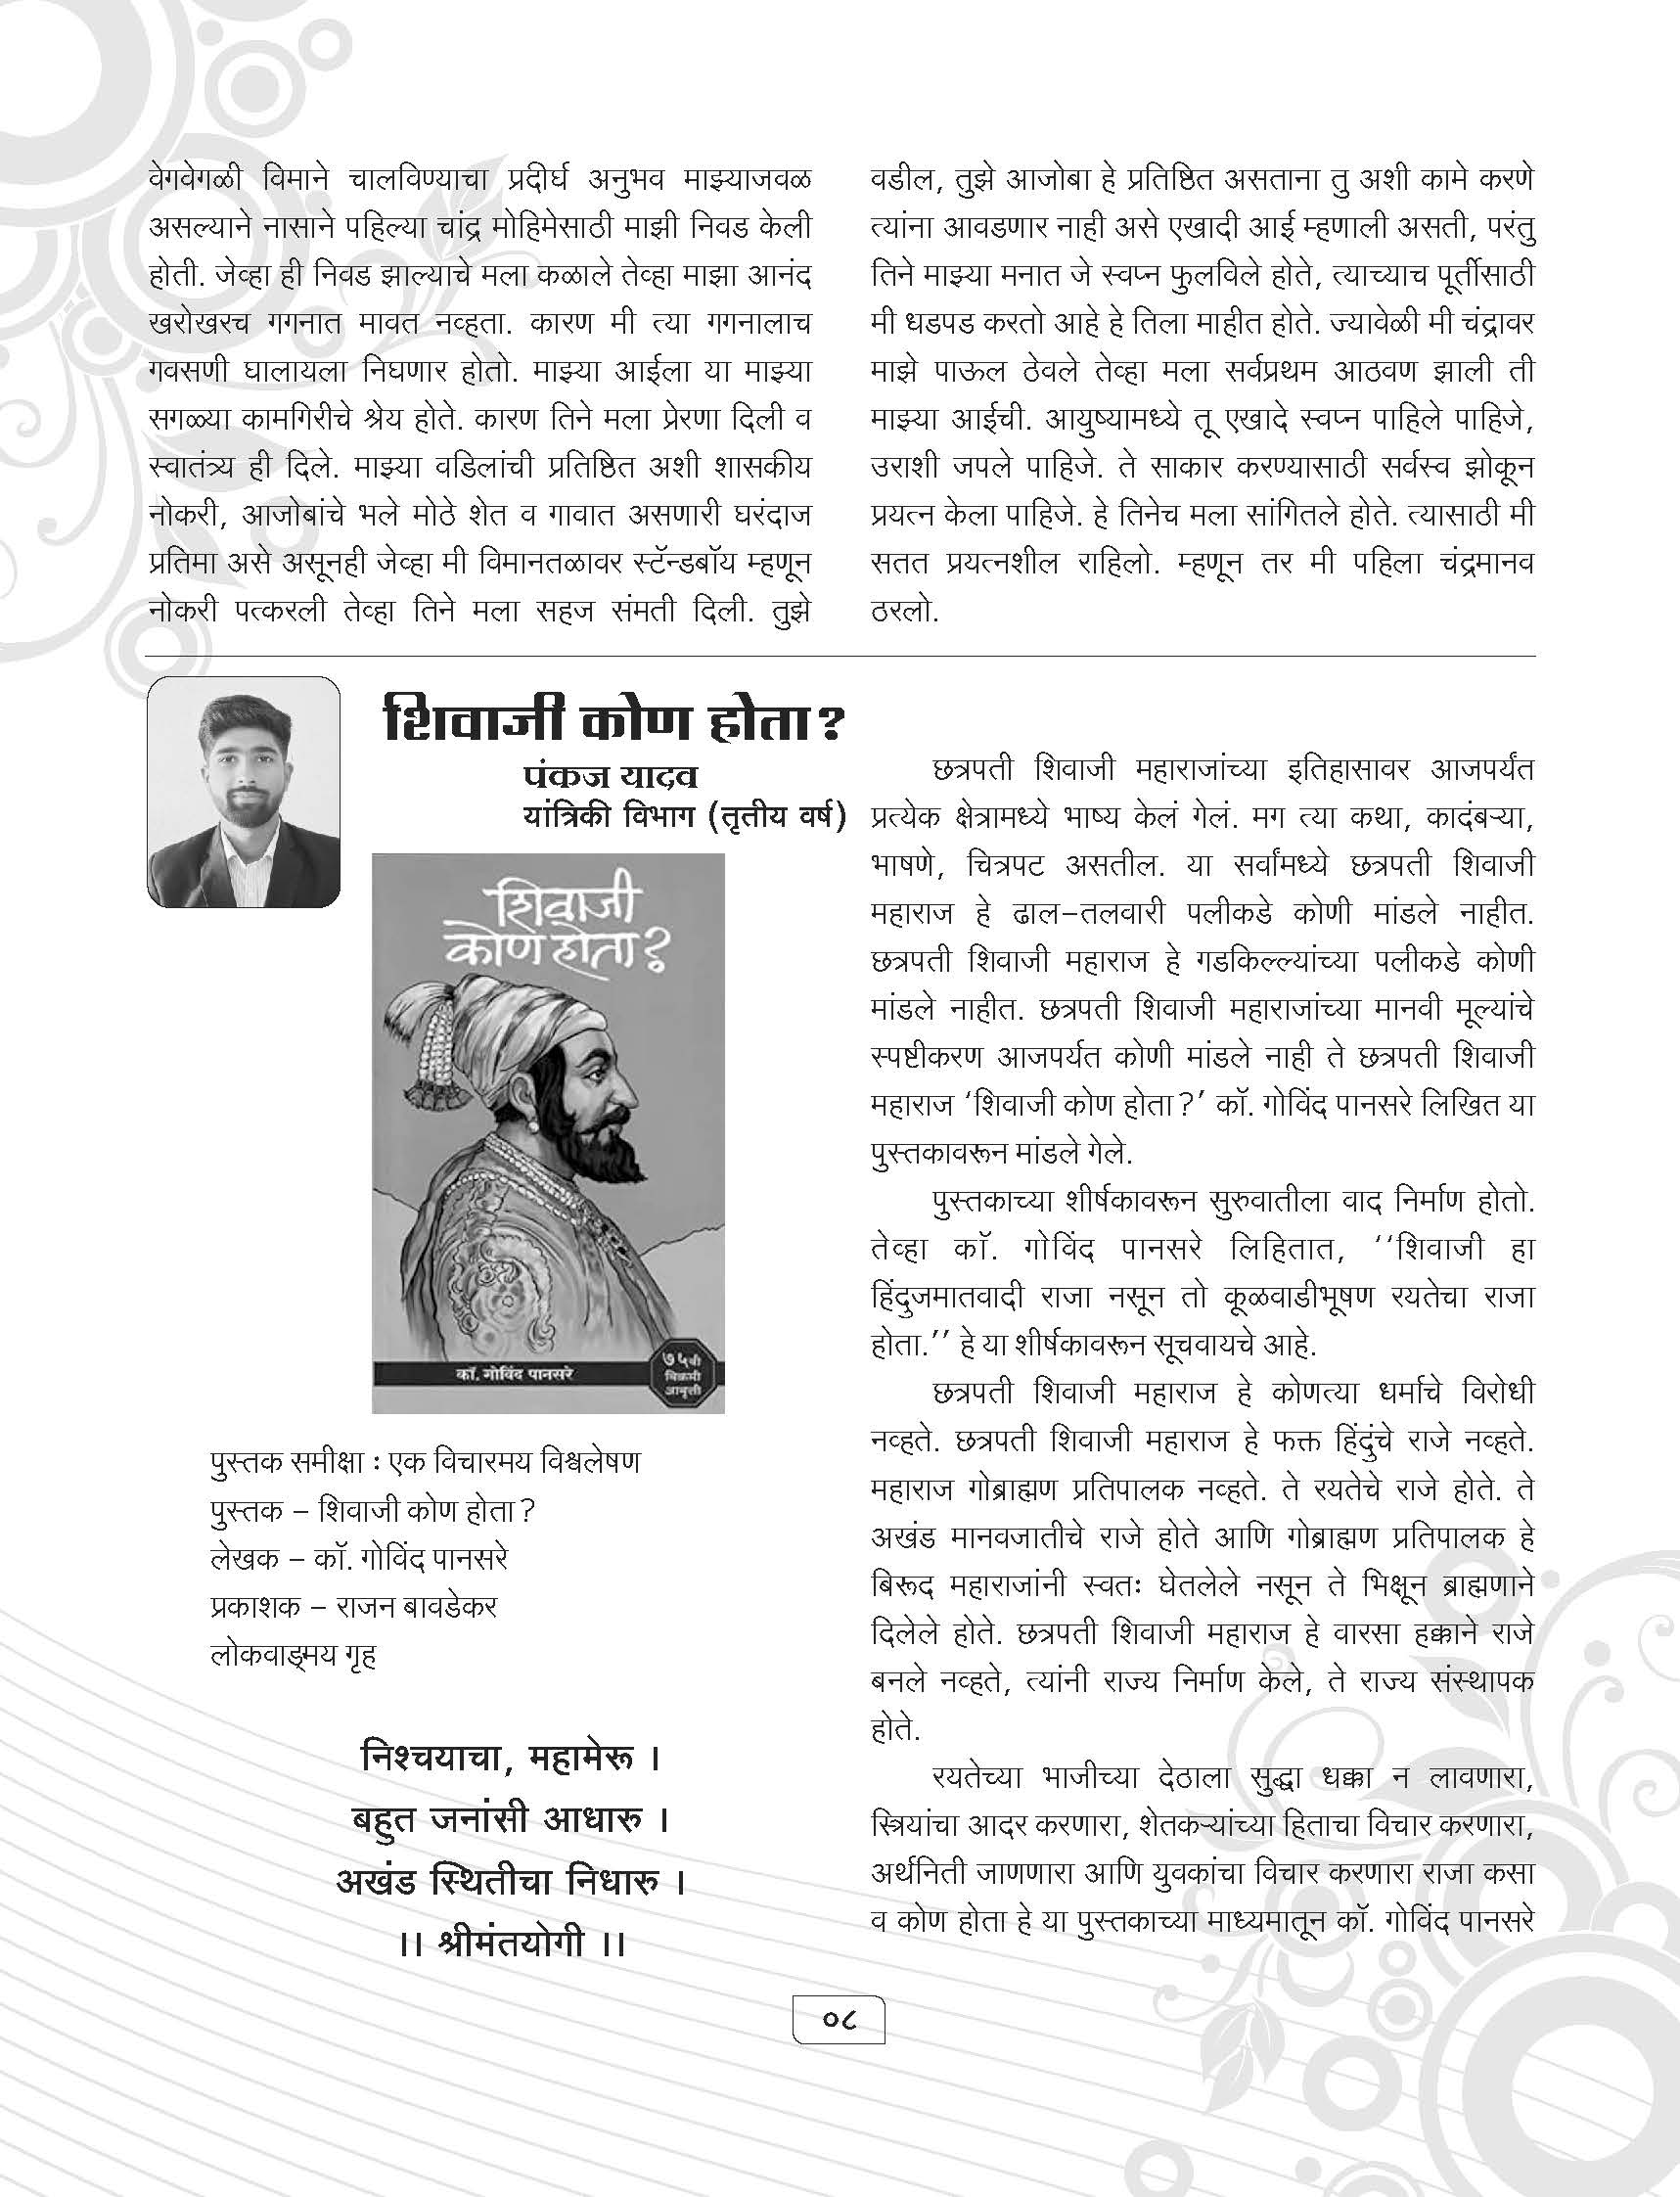 वेगवेगळी विमाने चालविण्याचा प्रदीर्घ अनुभव माझ्याजवळ
असल्याने नासाने पहिल्या चांद्र मोहिमेसाठी माझी निवड केली
होती. जेव्हा ही निवड झाल्याचे मला कळाले तेव्हा माझा आनंद
खरोखरच गगनात मावत नव्हता. कारण मी त्या गगनालाच
गवसणी घालायला निघणार होतो. माझ्या आईला या माझ्या
सगळ्या कामगिरीचे श्रेय होते. कारण तिने मला प्रेरणा दिली व
स्वातंत्र्य ही दिले. माझ्या वडिलांची प्रतिष्ठित अशी शासकीय
नोकरी, आजोबांचे भले मोठे शेत व गावात असणारी घरंदाज
प्रतिमा असे असूनही जेव्हा मी विमानतळावर स्टॅन्डबॉय म्हणून
नोकरी पत्करली तेव्हा तिने मला सहज संमती दिली. तुझे
वडील, तुझे आजोबा हे प्रतिष्ठित असताना तु अशी कामे करणे
त्यांना आवडणार नाही असे एखादी आई म्हणाली असती, परंतु
तिने माझ्या मनात जे स्वप्न फुलविले होते, त्याच्याच पूर्तीसाठी
मी धडपड करतो आहे हे तिला माहीत होते. ज्यावेळी मी चंद्रावर
माझे पाऊल ठेवले तेव्हा मला सर्वप्रथम आठवण झाली ती
माझ्या आईची. आयुष्यामध्ये तू एखादे स्वप्न पाहिले पाहिजे,
उराशी जपले पाहिजे. ते साकार करण्यासाठी सर्वस्व झोकून
प्रयत्न केला पाहिजे. हे तिनेच मला सांगितले होते. त्यासाठी मी
सतत प्रयत्नशील राहिलो. म्हणून तर मी पहिला चंद्रमानव
ठरलो.
शिवाजी कोण होता?
पंकज यादव
यांत्रिकी विभाग (तृतीय वर्ष)
शिवाजी
कोण होता?
कॉ. गोविंद पानसरे
७५वी
विक्रमी
आवृत्ती
पुस्तक समीक्षा : एक विचारमय विश्वलेषण
पुस्तक – शिवाजी कोण होता?
लेखक – कॉ. गोविंद पानसरे
प्रकाशक – राजन बावडेकर
लोकवाङ्मय गृह
निश्चयाचा, महामेरू ।
बहुत जनांसी आधारु ।
अखंड स्थितीचा निधारु ।
।। श्रीमंतयोगी ।।
छत्रपती शिवाजी महाराजांच्या इतिहासावर आजपर्यंत
प्रत्येक क्षेत्रामध्ये भाष्य केलं गेलं. मग त्या कथा, कादंबऱ्या,
भाषणे, चित्रपट असतील. या सर्वांमध्ये छत्रपती शिवाजी
महाराज हे ढाल–तलवारी पलीकडे कोणी मांडले नाहीत.
छत्रपती शिवाजी महाराज हे गडकिल्ल्यांच्या पलीकडे कोणी
मांडले नाहीत. छत्रपती शिवाजी महाराजांच्या मानवी मूल्यांचे
स्पष्टीकरण आजपर्यत कोणी मांडले नाही ते छत्रपती शिवाजी
महाराज ‘शिवाजी कोण होता?’ कॉ. गोविंद पानसरे लिखित या
पुस्तकावरून मांडले गेले.
पुस्तकाच्या शीर्षकावरून सुरुवातीला वाद निर्माण होतो.
तेव्हा कॉ. गोविंद पानसरे लिहितात, ‘‘शिवाजी हा
हिंदुजमातवादी राजा नसून तो कूळवाडीभूषण रयतेचा राजा
होता.’’ हे या शीर्षकावरून सूचवायचे आहे.
छत्रपती शिवाजी महाराज हे कोणत्या धर्माचे विरोधी
नव्हते. छत्रपती शिवाजी महाराज हे फक्त हिंदुंचे राजे नव्हते.
महाराज गोब्राह्मण प्रतिपालक नव्हते. ते रयतेचे राजे होते. ते
अखंड मानवजातीचे राजे होते आणि गोब्राह्मण प्रतिपालक हे
बिरूद महाराजांनी स्वतः घेतलेले नसून ते भिक्षून ब्राह्मणाने
दिलेले होते. छत्रपती शिवाजी महाराज हे वारसा हक्काने राजे
बनले नव्हते, त्यांनी राज्य निर्माण केले, ते राज्य संस्थापक
होते.
रयतेच्या भाजीच्या देठाला सुद्धा धक्का न लावणारा,
स्त्रियांचा आदर करणारा, शेतकऱ्यांच्या हिताचा विचार करणारा,
अर्थनिती जाणणारा आणि युवकांचा विचार करणारा राजा कसा
व कोण होता हे या पुस्तकाच्या माध्यमातून कॉ. गोविंद पानसरे
०८